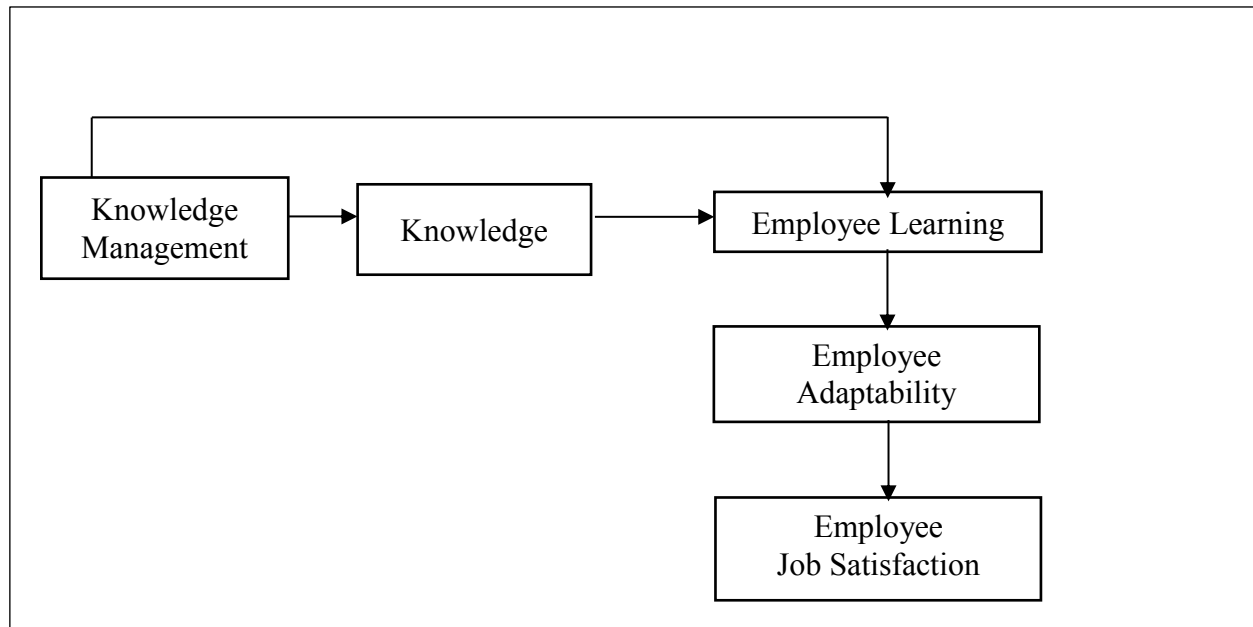 Knowledge
Management
Knowledge
Employee Learning
Employee
Adaptability
Employee
Job Satisfaction